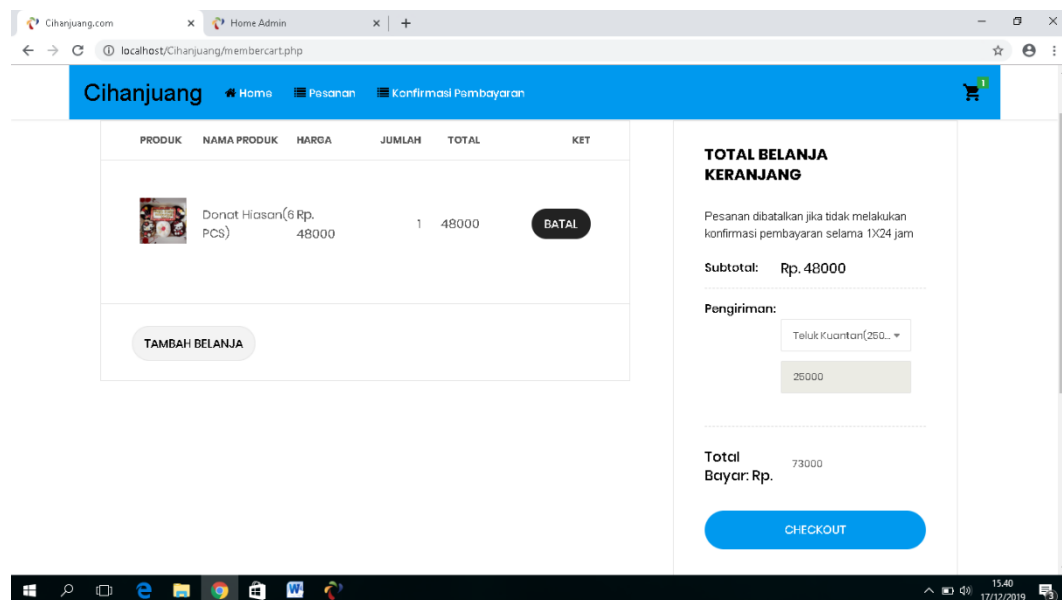 Cihanjuang.com
Home Admin
localhost/Cihanjuang/membercart.php
Cihanjuang Home Pesanan Konfirmasi Pembayaran 1
PRODUK NAMA PRODUK HARGA JUMLAH TOTAL KET
Donat Hiasan(6 Rp. 1 48000 BATAL
PCS) 48000
TAMBAH BELANJA
TOTAL BELANJA
KERANJANG
Pesanan dibatalkan jika tidak melakukan
konfirmasi pembayaran selama 1X24 jam
Subtotal: Rp. 48000
Pengiriman:
Teluk Kuantan(250...
25000
Total
Bayar: Rp. 73000
CHECKOUT
15.40
17/12/2019